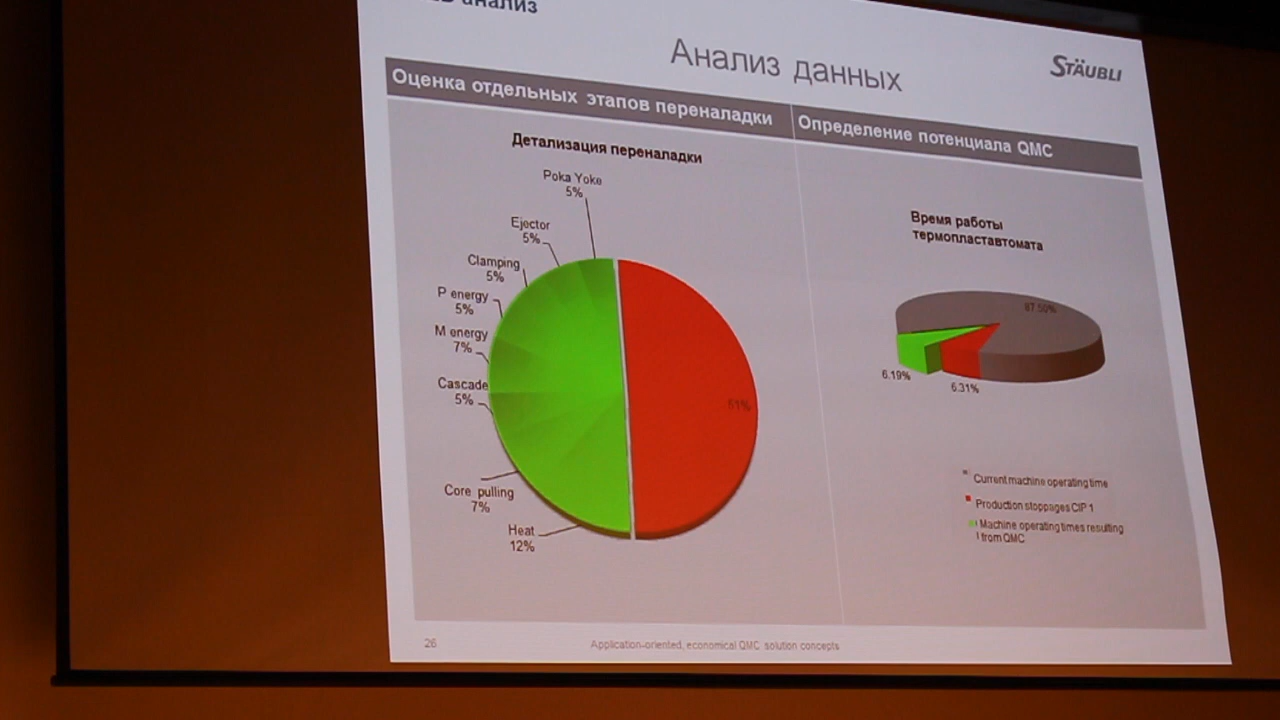 анализ
Анализ данных
STÄUBLI
Оценка отдельных этапов переналадки
Определение потенциала QMC
Детализация переналадки
Poka Yoke
5%
Ejector
5%
Clamping
5%
P energy
5%
M energy
7%
Cascade
5%
Core pulling
7%
Heat
12%
51%
Время работы
термопластавтомата
87.50%
6.19%
6.31%
Current machine operating time
Production stoppages CIP 1
Machine operating times resulting
from QMC
26
Application-oriented, economical QMC solution concepts